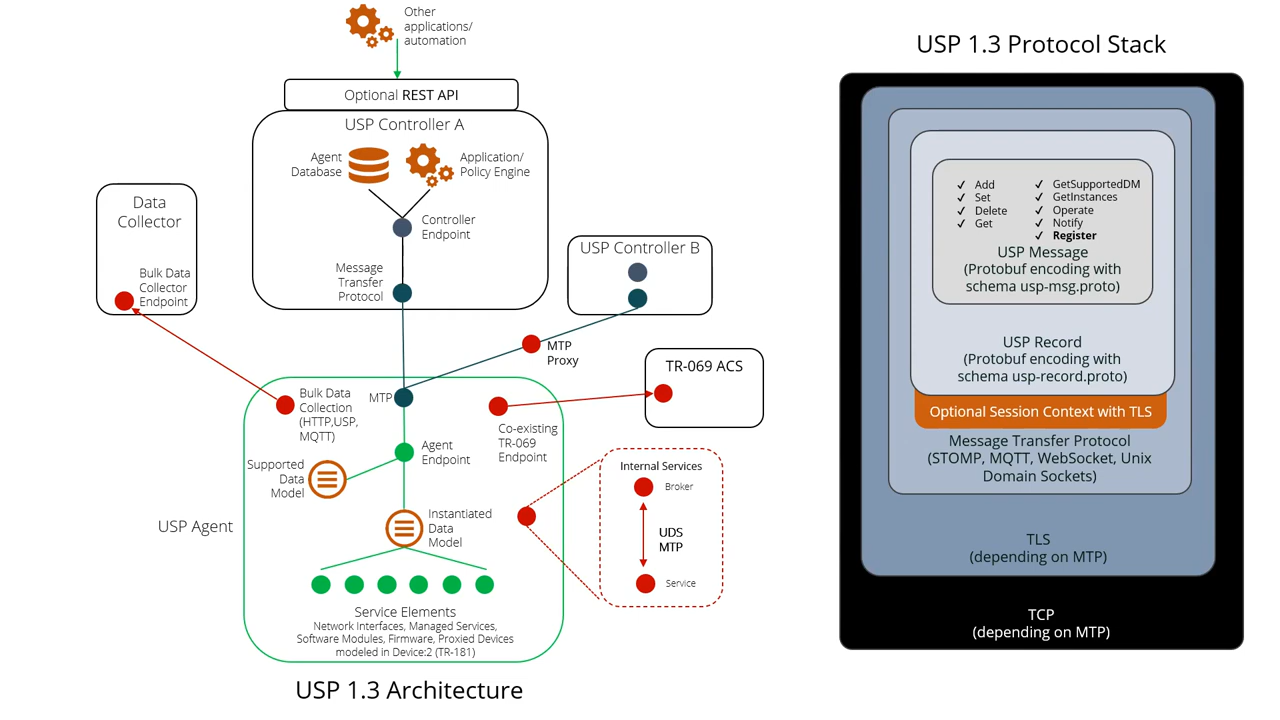 Other
applications/
automation
Optional REST API
USP Controller A
Agent
Database
Application/
Policy Engine
Controller
Endpoint
Message
Transfer
Protocol
Data
Collector
Bulk Data
Collector
Endpoint
USP Controller B
MTP
Proxy
TR-069 ACS
Bulk Data
Collection
(HTTP,USP,
MQTT)
MTP
Co-existing
TR-069
Endpoint
Agent
Endpoint
Supported
Data
Model
Instantiated
Data
Model
USP Agent
Internal Services
Broker
UDS
MTP
Service
Service Elements
Network Interfaces, Managed Services,
Software Modules, Firmware, Proxied Devices
modeled in Device:2 (TR-181)
USP 1.3 Architecture
USP 1.3 Protocol Stack
✓ Add
✓ Set
✓ Delete
✓ Get
✓ GetSupportedDM
✓ GetInstances
✓ Operate
✓ Notify
✓ Register
USP Message
(Protobuf encoding with
schema usp-msg.proto)
USP Record
(Protobuf encoding with
schema usp-record.proto)
Optional Session Context with TLS
Message Transfer Protocol
(STOMP, MQTT, WebSocket, Unix
Domain Sockets)
TLS
(depending on MTP)
TCP
(depending on MTP)